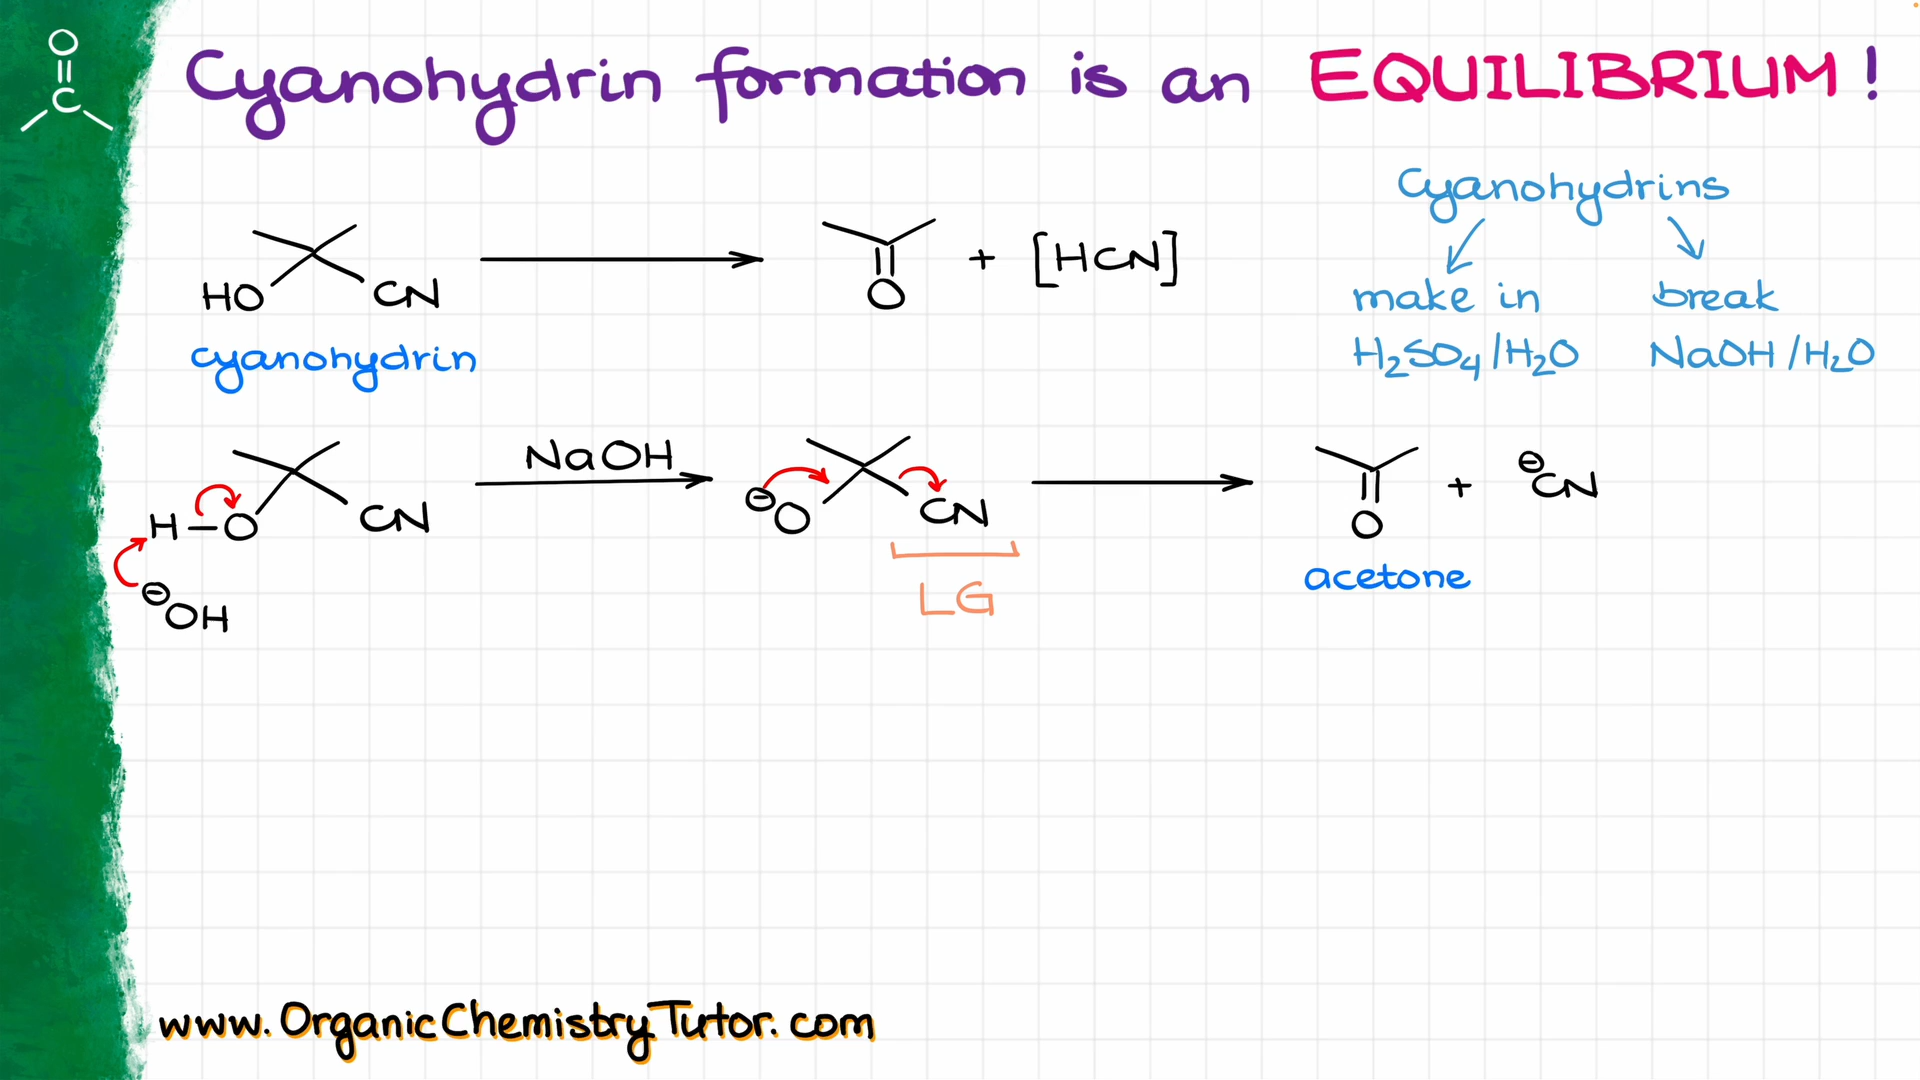 O
C
Cyanohydrin formation is an EQUILIBRIUM!
Cyanohydrins
make in break
H₂SO₄/H₂O NaOH/H₂O
HO CN O + [HCN]
cyanohydrin
NaOH
H-O CN ⊖O CN O + ⊖CN
⊖OH
LG
acetone
www.OrganicChemistryTutor.com